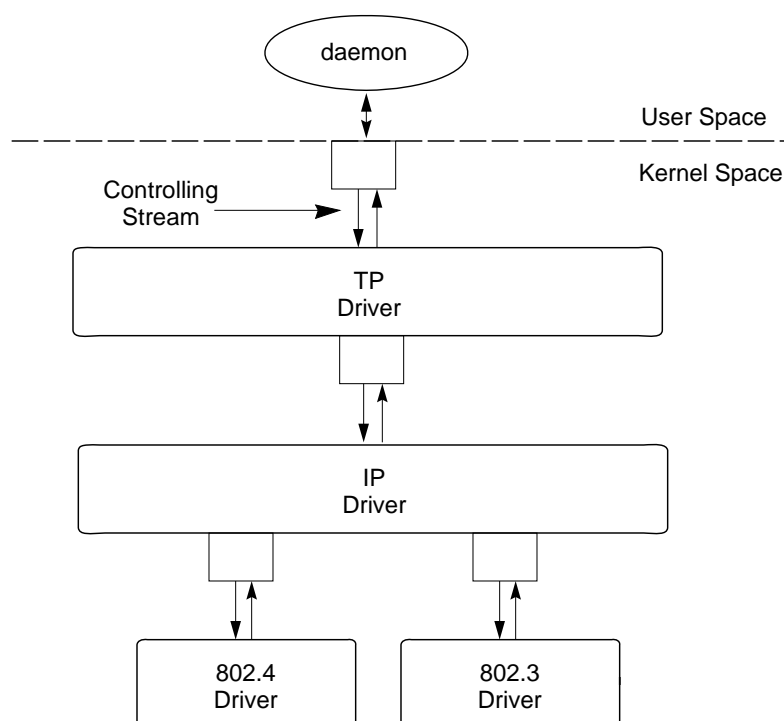 daemon
User Space
Kernel Space
Controlling
Stream
TP
Driver
IP
Driver
802.4
Driver
802.3
Driver